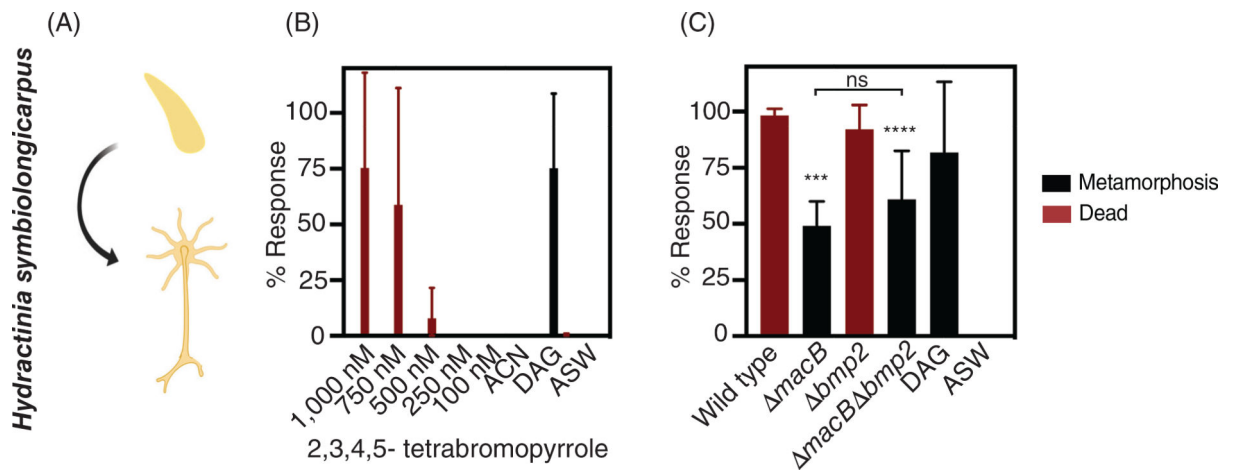 (A)
(B)
(C)
Hydractinia symbiolongicarpus
% Response
100
75
50
25
0
1,000 nM
750 nM
500 nM
250 nM
100 nM
ACN
DAG
ASW
2,3,4,5- tetrabromopyrrole
% Response
100
75
50
25
0
ns
***
****
Wild type
ΔmacB
Δbmp2
ΔmacBΔbmp2
DAG
ASW
Metamorphosis
Dead